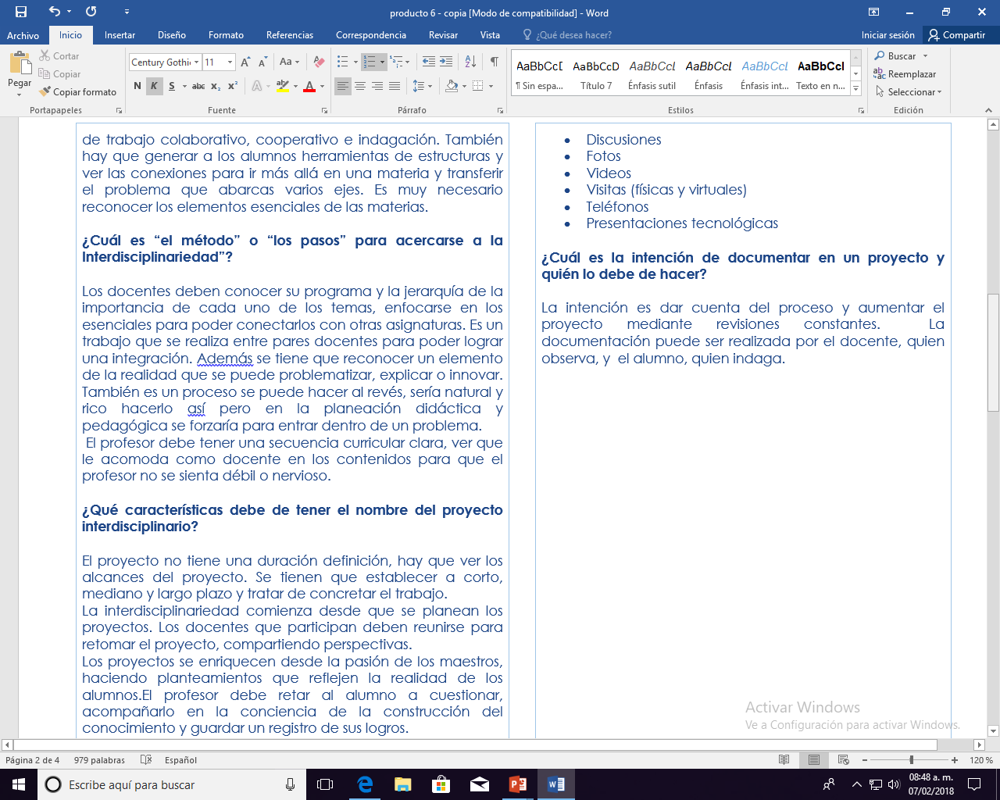 producto 6 - copia [Modo de compatibilidad] - Word
Archivo Inicio Insertar Diseño Formato Referencias Correspondencia Revisar Vista ¿Qué desea hacer? Iniciar sesión Compartir
Pegar
Cortar
Copiar
Copiar formato
Portapapeles
Century Gothi 11
N K S abc x₂ x²
Fuente
Párrafo
AaBbCcI AaBbCcD AaBbCcL AaBbCcL AaBbCcL AaBbCcl
¶ Sin espa... Título 7 Énfasis sutil Énfasis Énfasis int... Texto en n...
Estilos
Buscar
Reemplazar
Seleccionar
Edición
de trabajo colaborativo, cooperativo e indagación. También
hay que generar a los alumnos herramientas de estructuras y
ver las conexiones para ir más allá en una materia y transferir
el problema que abarcas varios ejes. Es muy necesario
reconocer los elementos esenciales de las materias.
¿Cuál es “el método” o “los pasos” para acercarse a la
Interdisciplinariedad”?
Los docentes deben conocer su programa y la jerarquía de la
importancia de cada uno de los temas, enfocarse en los
esenciales para poder conectarlos con otras asignaturas. Es un
trabajo que se realiza entre pares docentes para poder lograr
una integración. Además se tiene que reconocer un elemento
de la realidad que se puede problematizar, explicar o innovar.
También es un proceso se puede hacer al revés, sería natural y
rico hacerlo así pero en la planeación didáctica y
pedagógica se forzaría para entrar dentro de un problema.
El profesor debe tener una secuencia curricular clara, ver que
le acomoda como docente en los contenidos para que el
profesor no se sienta débil o nervioso.
¿Qué características debe de tener el nombre del proyecto
interdisciplinario?
El proyecto no tiene una duración definición, hay que ver los
alcances del proyecto. Se tienen que establecer a corto,
mediano y largo plazo y tratar de concretar el trabajo.
La interdisciplinariedad comienza desde que se planean los
proyectos. Los docentes que participan deben reunirse para
retomar el proyecto, compartiendo perspectivas.
Los proyectos se enriquecen desde la pasión de los maestros,
haciendo planteamientos que reflejen la realidad de los
alumnos.El profesor debe retar al alumno a cuestionar,
acompañarlo en la conciencia de la construcción del
conocimiento y guardar un registro de sus logros.
• Discusiones
• Fotos
• Videos
• Visitas (físicas y virtuales)
• Teléfonos
• Presentaciones tecnológicas
¿Cuál es la intención de documentar en un proyecto y
quién lo debe de hacer?
La intención es dar cuenta del proceso y aumentar el
proyecto mediante revisiones constantes. La
documentación puede ser realizada por el docente, quien
observa, y el alumno, quien indaga.
Activar Windows
Ve a Configuración para activar Windows.
Página 2 de 4 979 palabras Español 120 %
Escribe aquí para buscar
08:48 a. m.
07/02/2018